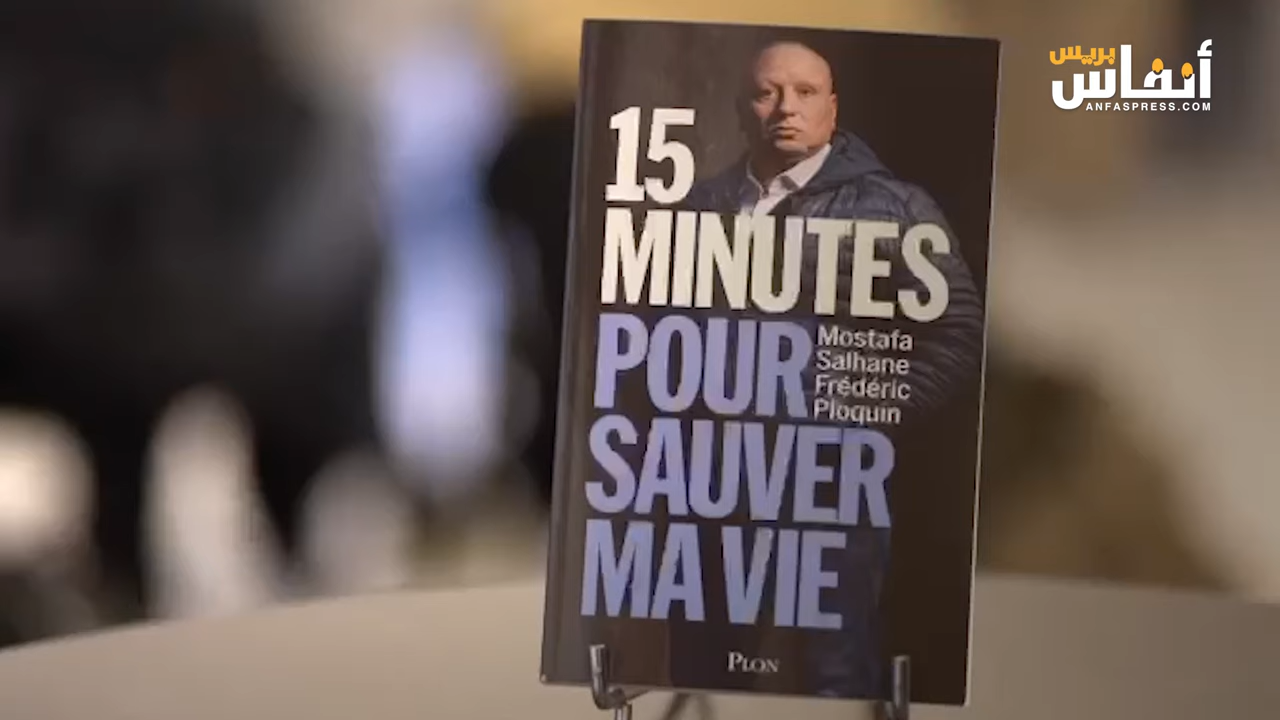 أنفاس بريس
ANFASPRESS.COM
15
MINUTES
POUR
Mostafa
Salhane
Frédéric
Ploquin
SAUVER
MA VIE
PLON